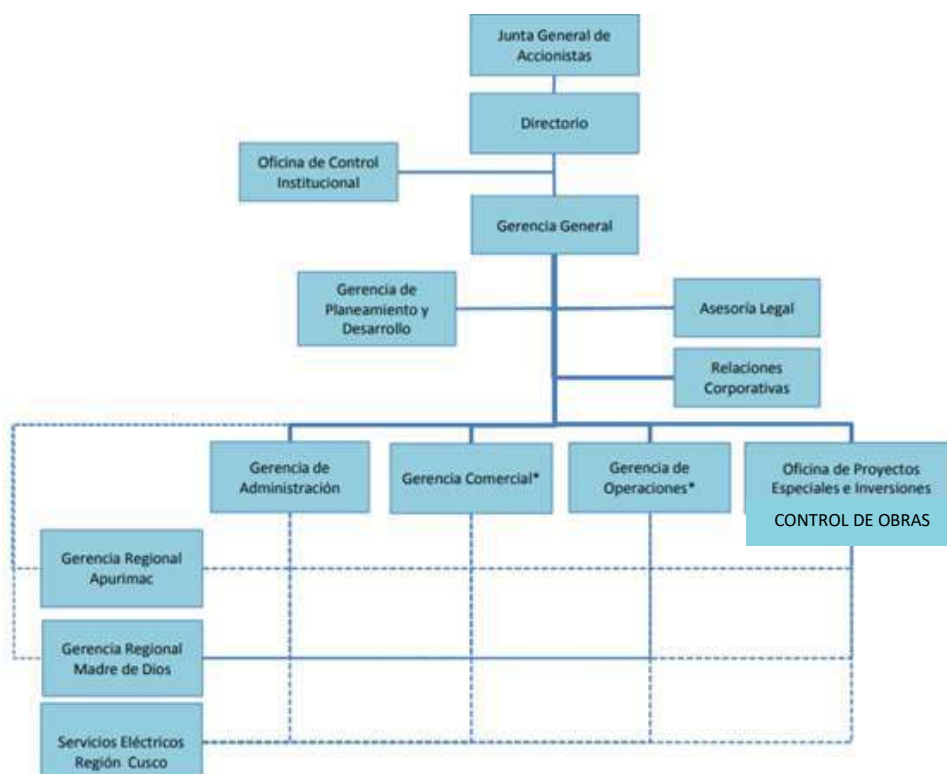 Junta General de
Accionistas
Directorio
Oficina de Control
Institucional
Gerencia General
Gerencia de
Planeamiento y
Desarrollo
Asesoría Legal
Relaciones
Corporativas
Gerencia de
Administración
Gerencia Comercial*
Gerencia de
Operaciones*
Oficina de Proyectos
Especiales e Inversiones
CONTROL DE OBRAS
Gerencia Regional
Apurimac
Gerencia Regional
Madre de Dios
Servicios Eléctricos
Región Cusco